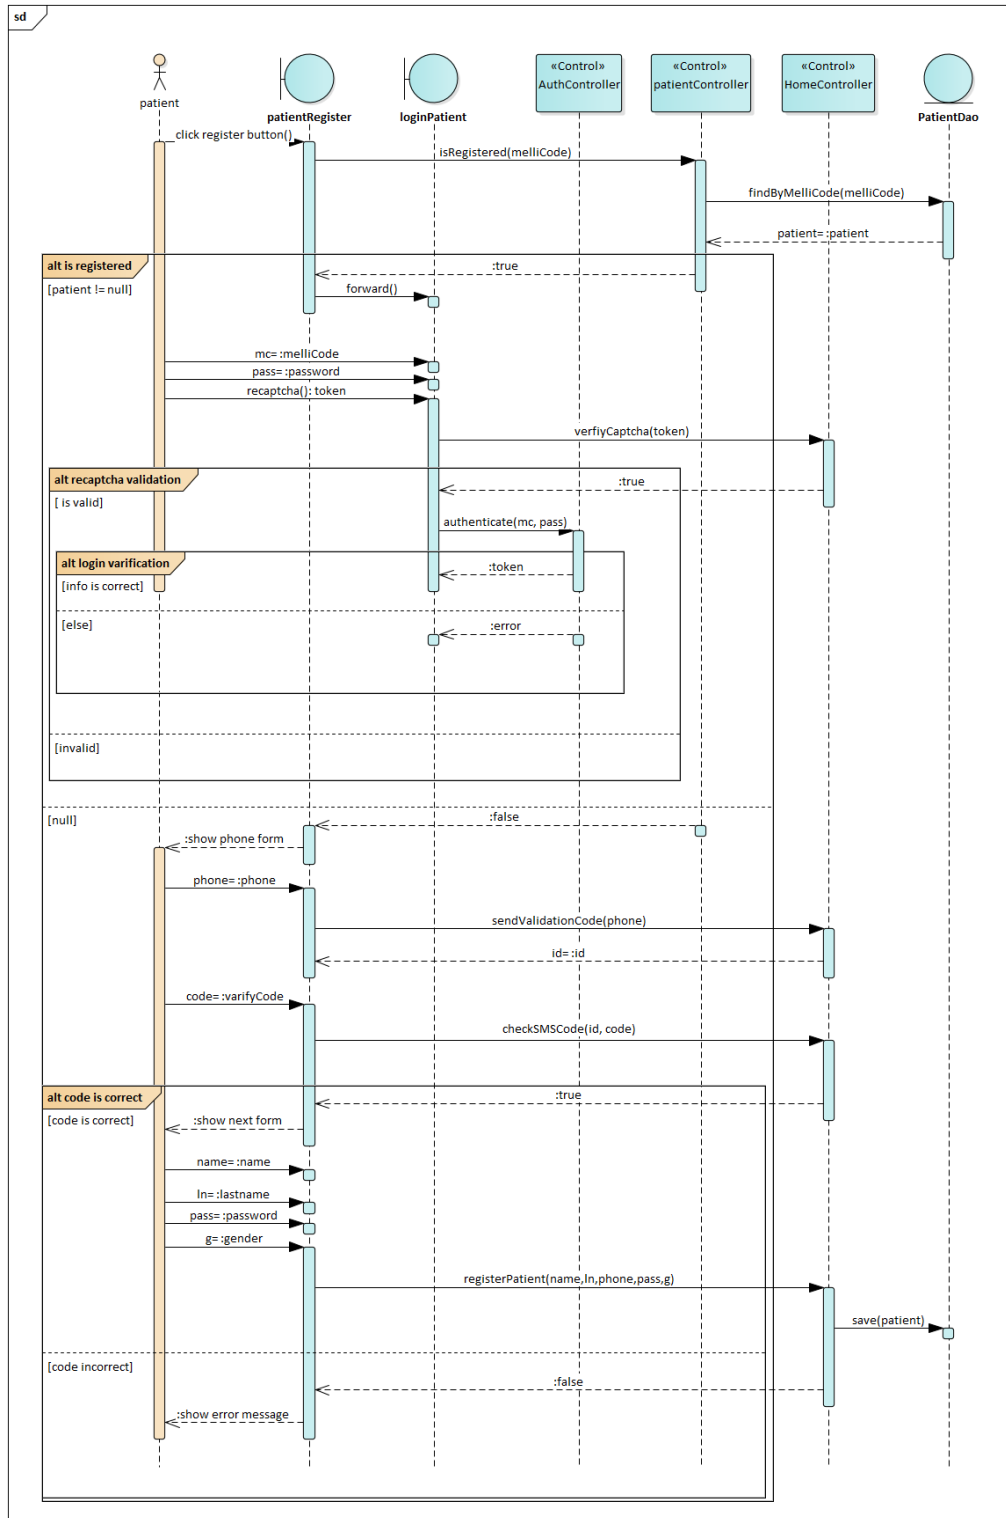 sd
patient
patientRegister
loginPatient
«Control»
AuthController
«Control»
patientController
«Control»
HomeController
PatientDao
click register button()
isRegistered(melliCode)
findByMelliCode(melliCode)
patient= :patient
alt is registered
:true
[patient != null]
forward()
mc= :melliCode
pass= :password
recaptcha(): token
verfiyCaptcha(token)
alt recaptcha validation
:true
[ is valid]
authenticate(mc, pass)
alt login varification
:token
[info is correct]
[else]
:error
[invalid]
[null]
:false
:show phone form
phone= :phone
sendValidationCode(phone)
id= :id
code= :varifyCode
checkSMSCode(id, code)
alt code is correct
:true
[code is correct]
:show next form
name= :name
ln= :lastname
pass= :password
g= :gender
registerPatient(name,ln,phone,pass,g)
save(patient)
[code incorrect]
:false
:show error message